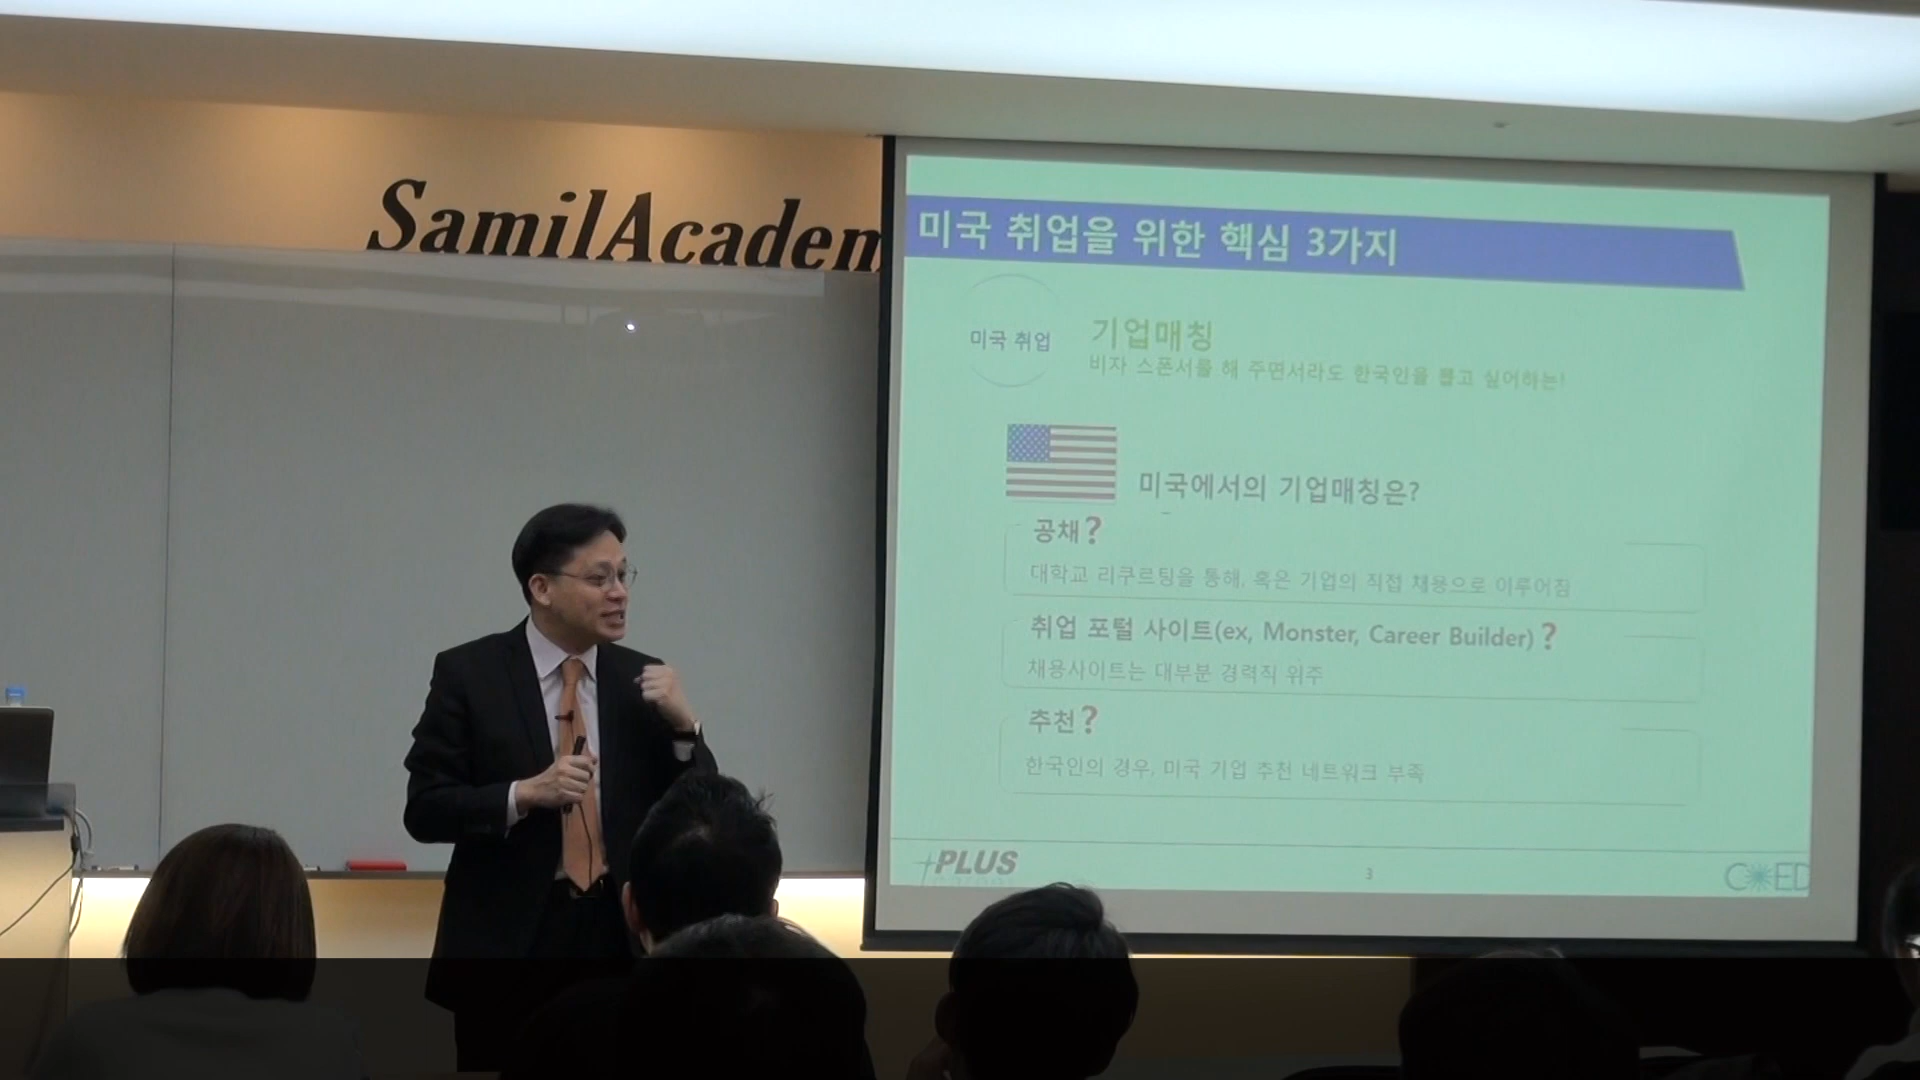 SamilAcadem
미국 취업을 위한 핵심 3가지
미국 취업
기업매칭
비자 스폰서를 해 주면서라도 한국인을 뽑고 싶어하는!
미국에서의 기업매칭은?
공채?
대학교 리쿠르팅을 통해, 혹은 기업의 직접 채용으로 이루어짐
취업 포털 사이트(ex, Monster, Career Builder)?
채용사이트는 대부분 경력직 위주
추천?
한국인의 경우, 미국 기업 추천 네트워크 부족
PLUS
3